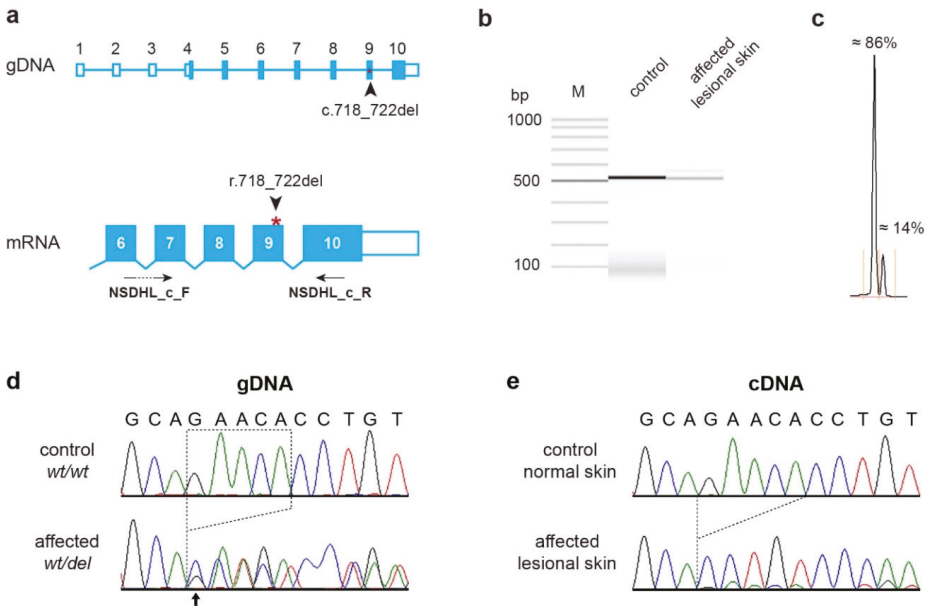 a
1 2 3 4 5 6 7 8 9 10
gDNA
c.718_722del
r.718_722del
*
mRNA
6 7 8 9 10
NSDHL_c_F
NSDHL_c_R
b
bp
M
control
affected
lesional skin
1000
500
100
c
≈ 86%
≈ 14%
d
gDNA
G C A G A A C A C C T G T
control
wt/wt
affected
wt/del
e
cDNA
G C A G A A C A C C T G T
control
normal skin
affected
lesional skin